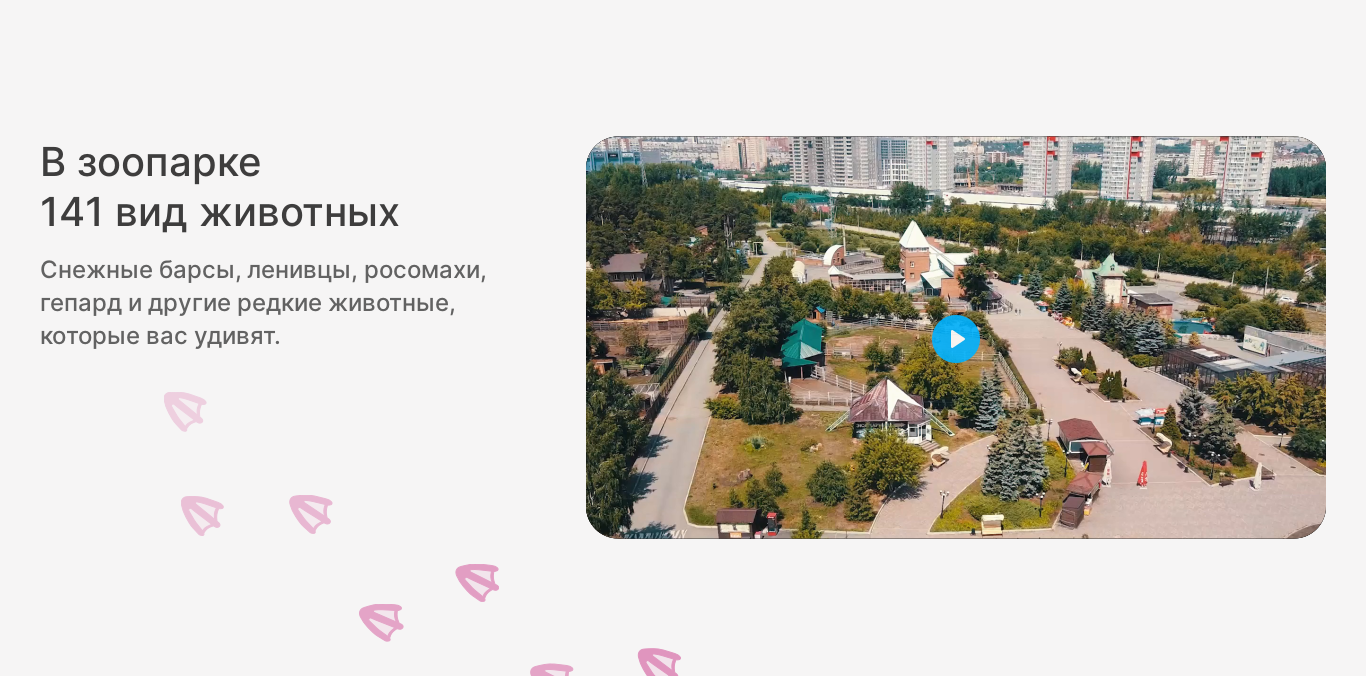 В зоопарке
141 вид животных
Снежные барсы, ленивцы, росомахи,
гепард и другие редкие животные,
которые вас удивят.